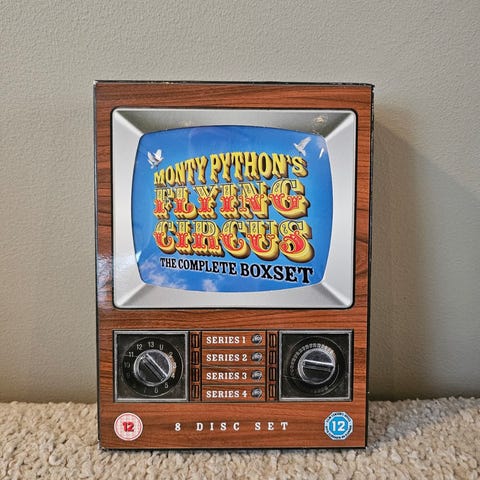 MONTY PYTHON'S
FLYING
CIRCUS
THE COMPLETE BOXSET
SERIES 1
SERIES 2
SERIES 3
SERIES 4
12
12
8 DISC SET